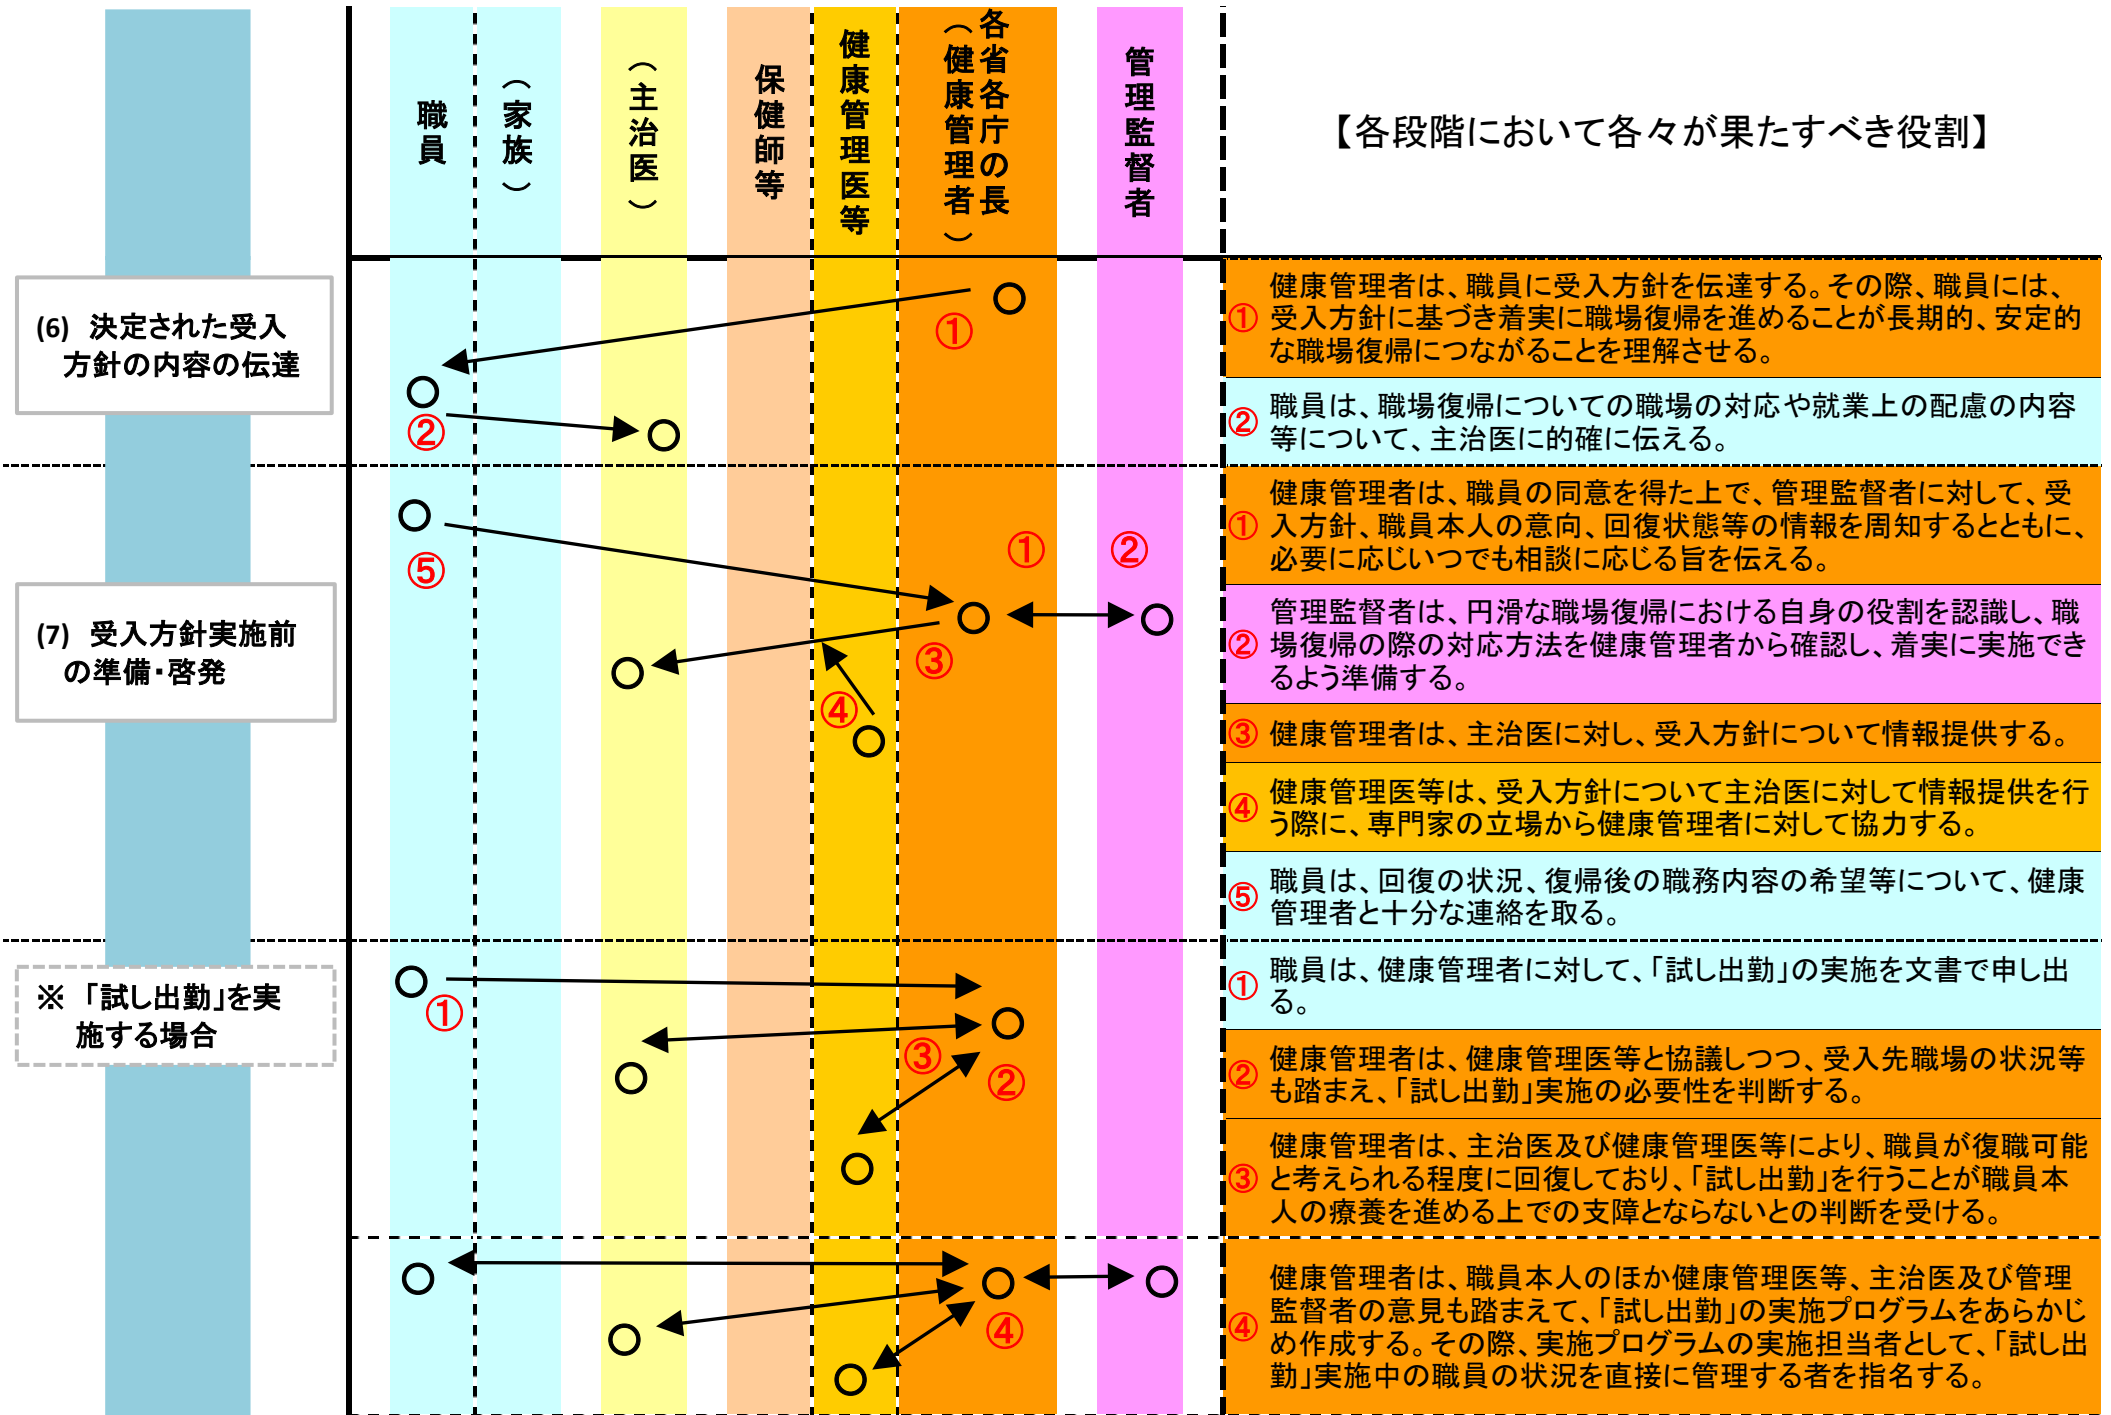 職員
（家族）
（主治医）
保健師等
健康管理医等
各省各庁の長
（健康管理者）
管理監督者
【各段階において各々が果たすべき役割】
(6) 決定された受入
方針の内容の伝達
①
②
① 健康管理者は、職員に受入方針を伝達する。その際、職員には、
受入方針に基づき着実に職場復帰を進めることが長期的、安定的
な職場復帰につながることを理解させる。
② 職員は、職場復帰についての職場の対応や就業上の配慮の内容
等について、主治医に的確に伝える。
(7) 受入方針実施前
の準備・啓発
⑤
①
②
③
④
① 健康管理者は、職員の同意を得た上で、管理監督者に対して、受
入方針、職員本人の意向、回復状態等の情報を周知するとともに、
必要に応じいつでも相談に応じる旨を伝える。
② 管理監督者は、円滑な職場復帰における自身の役割を認識し、職
場復帰の際の対応方法を健康管理者から確認し、着実に実施でき
るよう準備する。
③ 健康管理者は、主治医に対し、受入方針について情報提供する。
④ 健康管理医等は、受入方針について主治医に対して情報提供を行
う際に、専門家の立場から健康管理者に対して協力する。
⑤ 職員は、回復の状況、復帰後の職務内容の希望等について、健康
管理者と十分な連絡を取る。
※ 「試し出勤」を実
施する場合
①
③
②
④
① 職員は、健康管理者に対して、「試し出勤」の実施を文書で申し出
る。
② 健康管理者は、健康管理医等と協議しつつ、受入先職場の状況等
も踏まえ、「試し出勤」実施の必要性を判断する。
③ 健康管理者は、主治医及び健康管理医等により、職員が復職可能
と考えられる程度に回復しており、「試し出勤」を行うことが職員本
人の療養を進める上での支障とならないとの判断を受ける。
④ 健康管理者は、職員本人のほか健康管理医等、主治医及び管理
監督者の意見も踏まえて、「試し出勤」の実施プログラムをあらかじ
め作成する。その際、実施プログラムの実施担当者として、「試し出
勤」実施中の職員の状況を直接に管理する者を指名する。